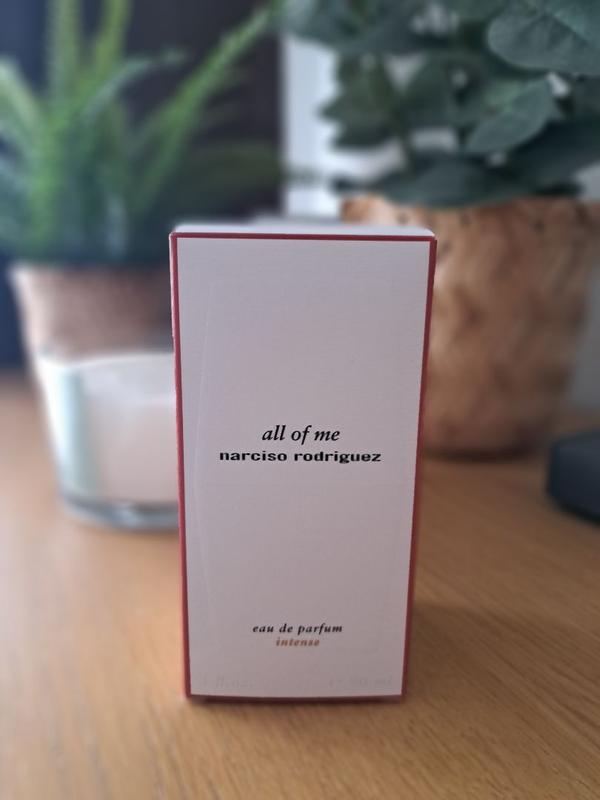 all of me
narciso rodriguez
eau de parfum
intense